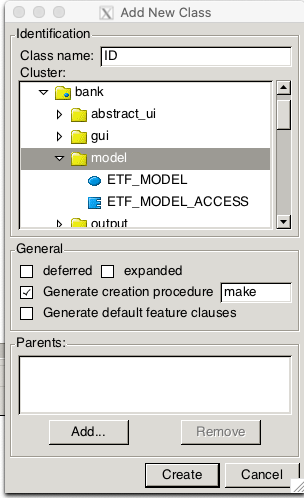 Add New Class
Identification
Class name: ID
Cluster:
bank
abstract_ui
gui
model
ETF_MODEL
ETF_MODEL_ACCESS
output
General
deferred expanded
Generate creation procedure make
Generate default feature clauses
Parents:
Add... Remove
Create Cancel